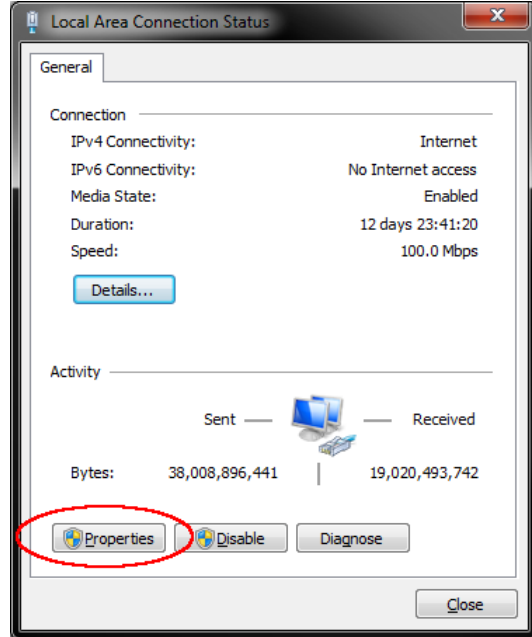 Local Area Connection Status
General
Connection
IPv4 Connectivity: Internet
IPv6 Connectivity: No Internet access
Media State: Enabled
Duration: 12 days 23:41:20
Speed: 100.0 Mbps
Details...
Activity
Sent Received
Bytes: 38,008,896,441 19,020,493,742
Properties Disable Diagnose
Close